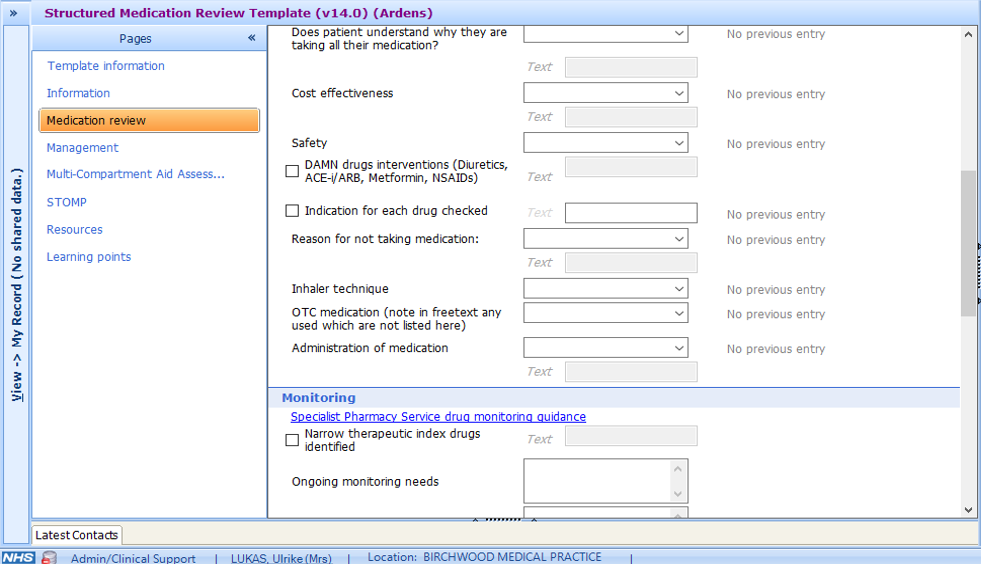 » Structured Medication Review Template (v14.0) (Ardens)
Pages «
Template information
Information
Medication review
Management
Multi-Compartment Aid Assess...
STOMP
Resources
Learning points
View -> My Record ( No shared data. )
Does patient understand why they are No previous entry
taking all their medication?
Text
Cost effectiveness No previous entry
Text
Safety No previous entry
DAMN drugs interventions (Diuretics,
ACE-i/ARB, Metformin, NSAIDs) Text
Indication for each drug checked Text No previous entry
Reason for not taking medication: No previous entry
Text
Inhaler technique No previous entry
OTC medication (note in freetext any No previous entry
used which are not listed here)
Administration of medication No previous entry
Text
Monitoring
Specialist Pharmacy Service drug monitoring guidance
Narrow therapeutic index drugs Text
identified
Ongoing monitoring needs
Latest Contacts
NHS Admin/Clinical Support | LUKAS, Ulrike (Mrs) | Location: BIRCHWOOD MEDICAL PRACTICE |